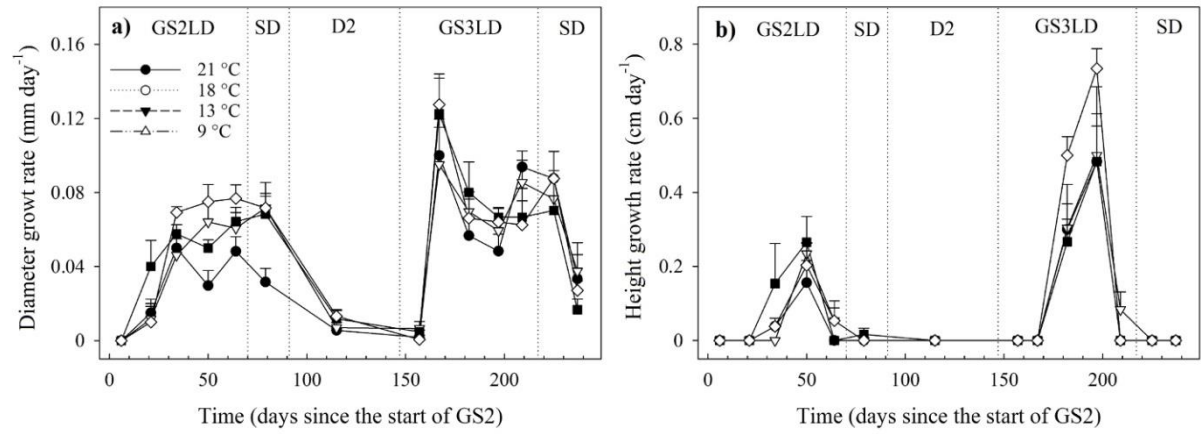 a) GS2LD SD D2 GS3LD SD
0.16
0.12
0.08
0.04
0
21 °C
18 °C
13 °C
9 °C
Diameter growt rate (mm day-1)
0 50 100 150 200
Time (days since the start of GS2)
b) GS2LD SD D2 GS3LD SD
0.8
0.6
0.4
0.2
0
Height growth rate (cm day-1)
0 50 100 150 200
Time (days since the start of GS2)